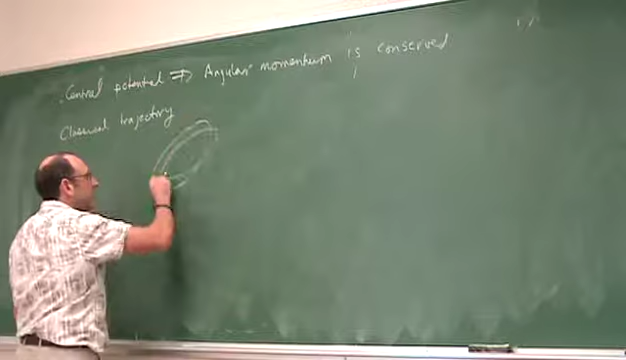 Central potential ⇒ Angular momentum is conserved
Classical trajectory